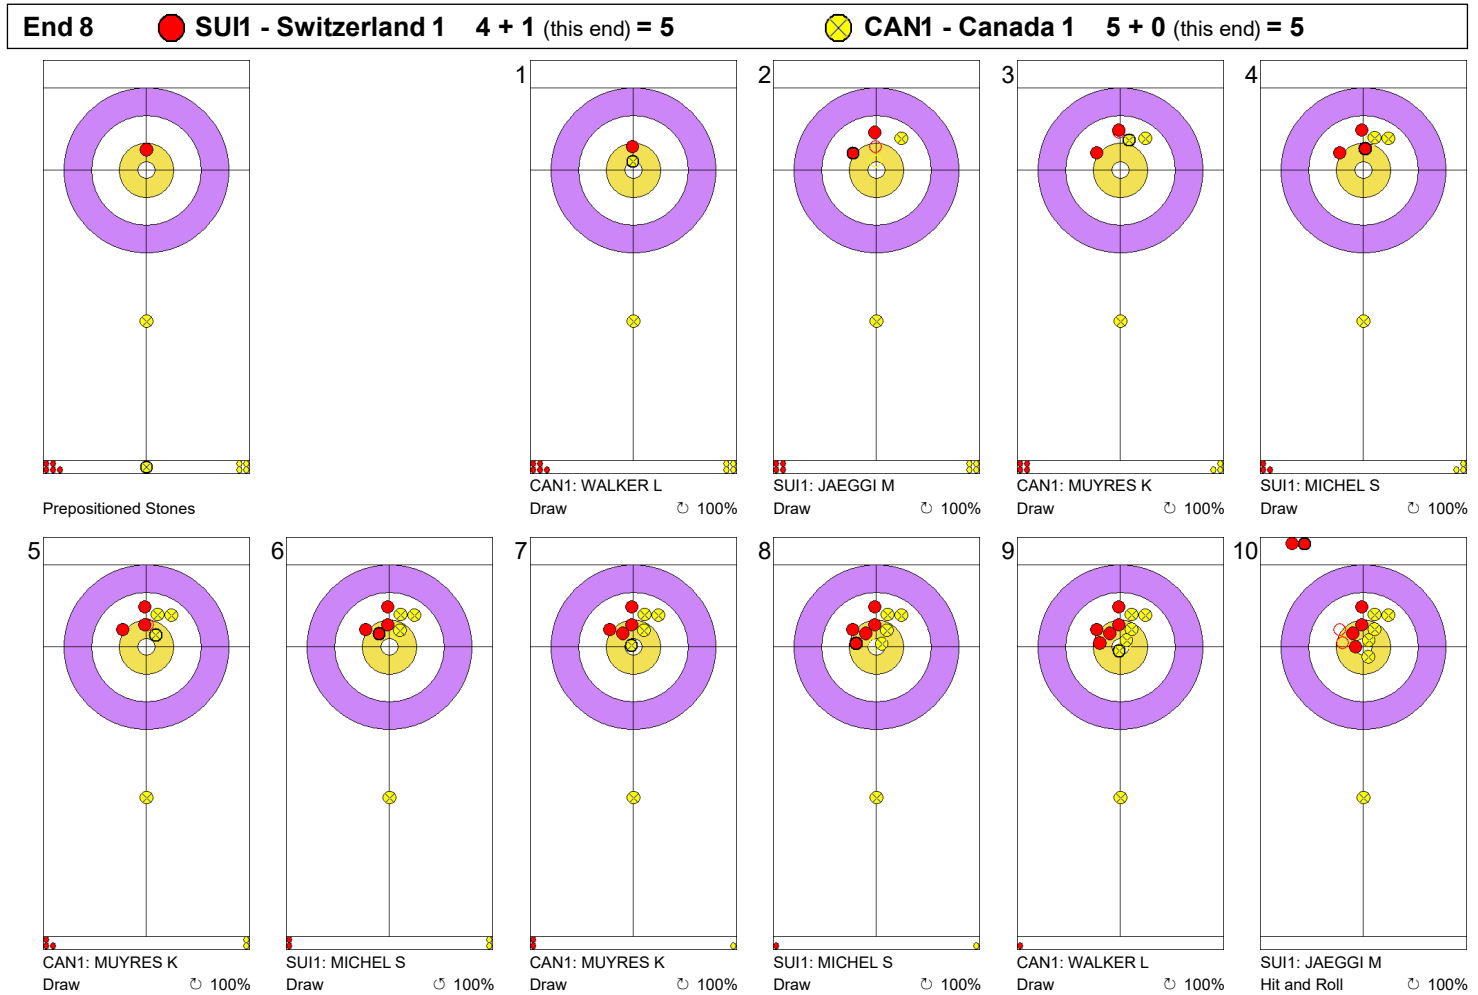 End 8 SUI1 - Switzerland 1 4 + 1 (this end) = 5 CAN1 - Canada 1 5 + 0 (this end) = 5
1 2 3 4
CAN1: WALKER L SUI1: JAEGGI M CAN1: MUYRES K SUI1: MICHEL S
Prepositioned Stones Draw ↻ 100% Draw ↻ 100% Draw ↻ 100% Draw ↻ 100%
5 6 7 8 9 10
CAN1: MUYRES K SUI1: MICHEL S CAN1: MUYRES K SUI1: MICHEL S CAN1: WALKER L SUI1: JAEGGI M
Draw ↻ 100% Draw ↻ 100% Draw ↻ 100% Draw ↻ 100% Draw ↻ 100% Hit and Roll ↻ 100%